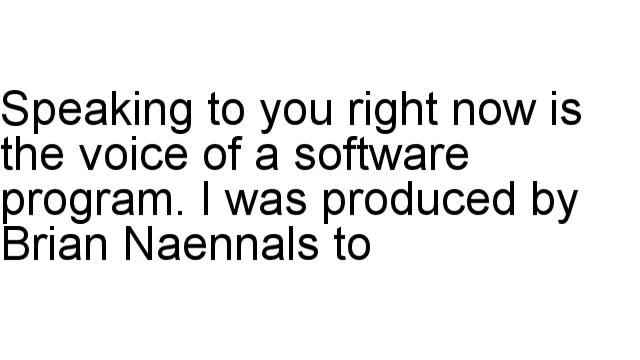 Speaking to you right now is
the voice of a software
program. I was produced by
Brian Naennals to